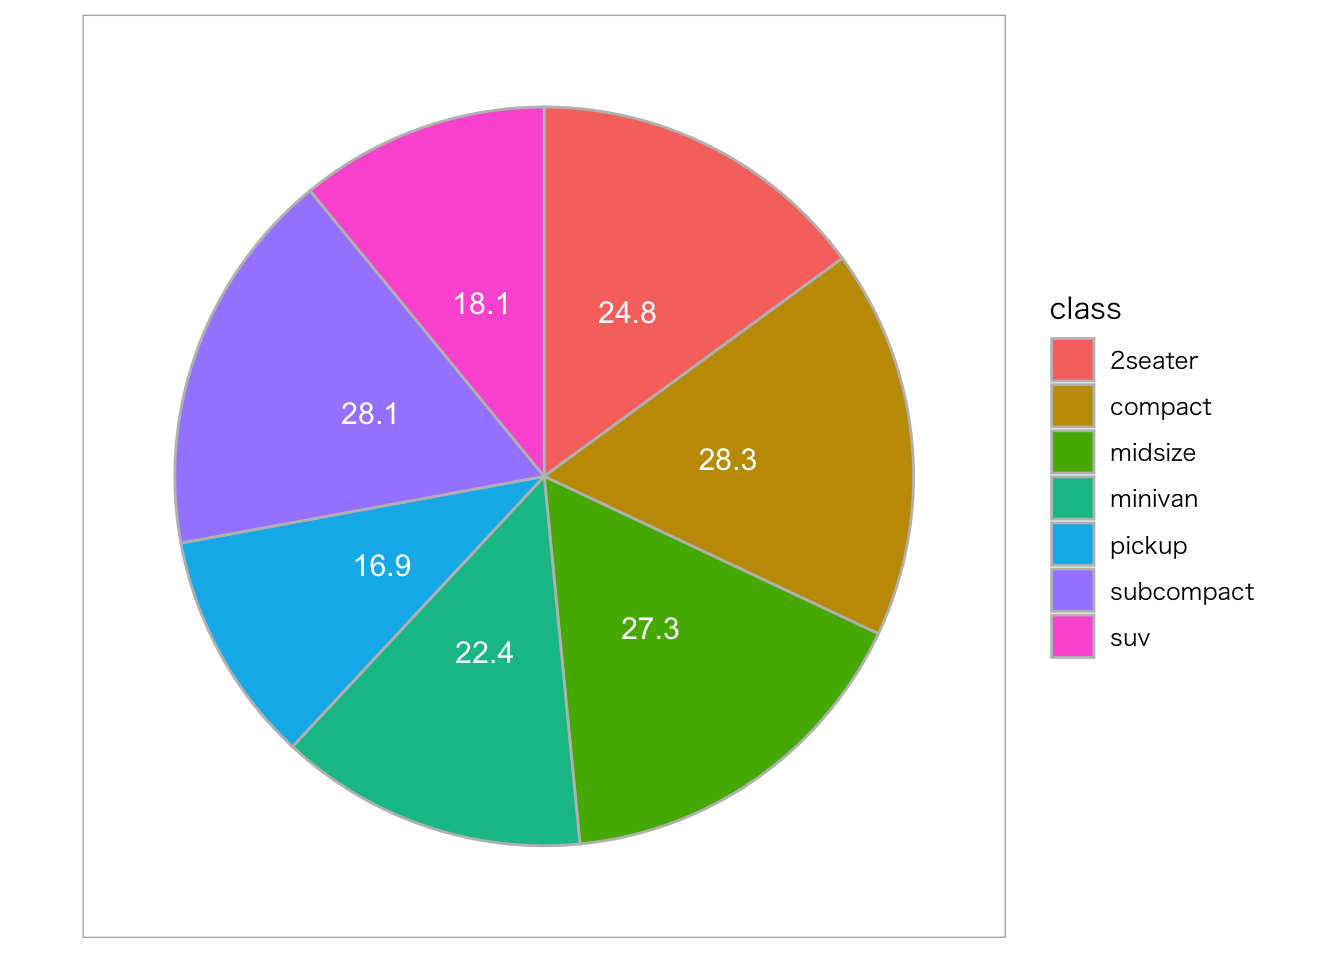 18.1
24.8
28.1
28.3
16.9
27.3
22.4
class
2seater
compact
midsize
minivan
pickup
subcompact
suv